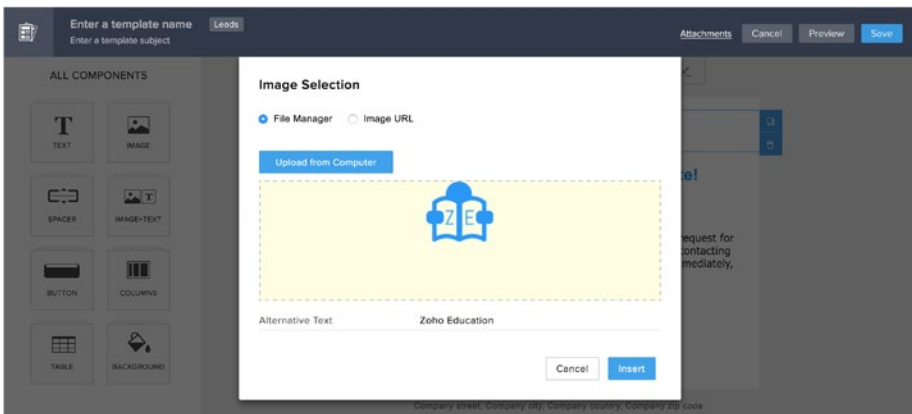 Enter a template name Leads
Enter a template subject
Attachments Cancel Preview Save
ALL COMPONENTS
TEXT IMAGE
SPACER IMAGE+TEXT
BUTTON COLUMNS
TABLE BACKGROUND
Image Selection
File Manager Image URL
Upload from Computer
Z E
Alternative Text Zoho Education
Cancel Insert
request for
contacting
mediately,
Company street, Company city, Company country, Company zip code